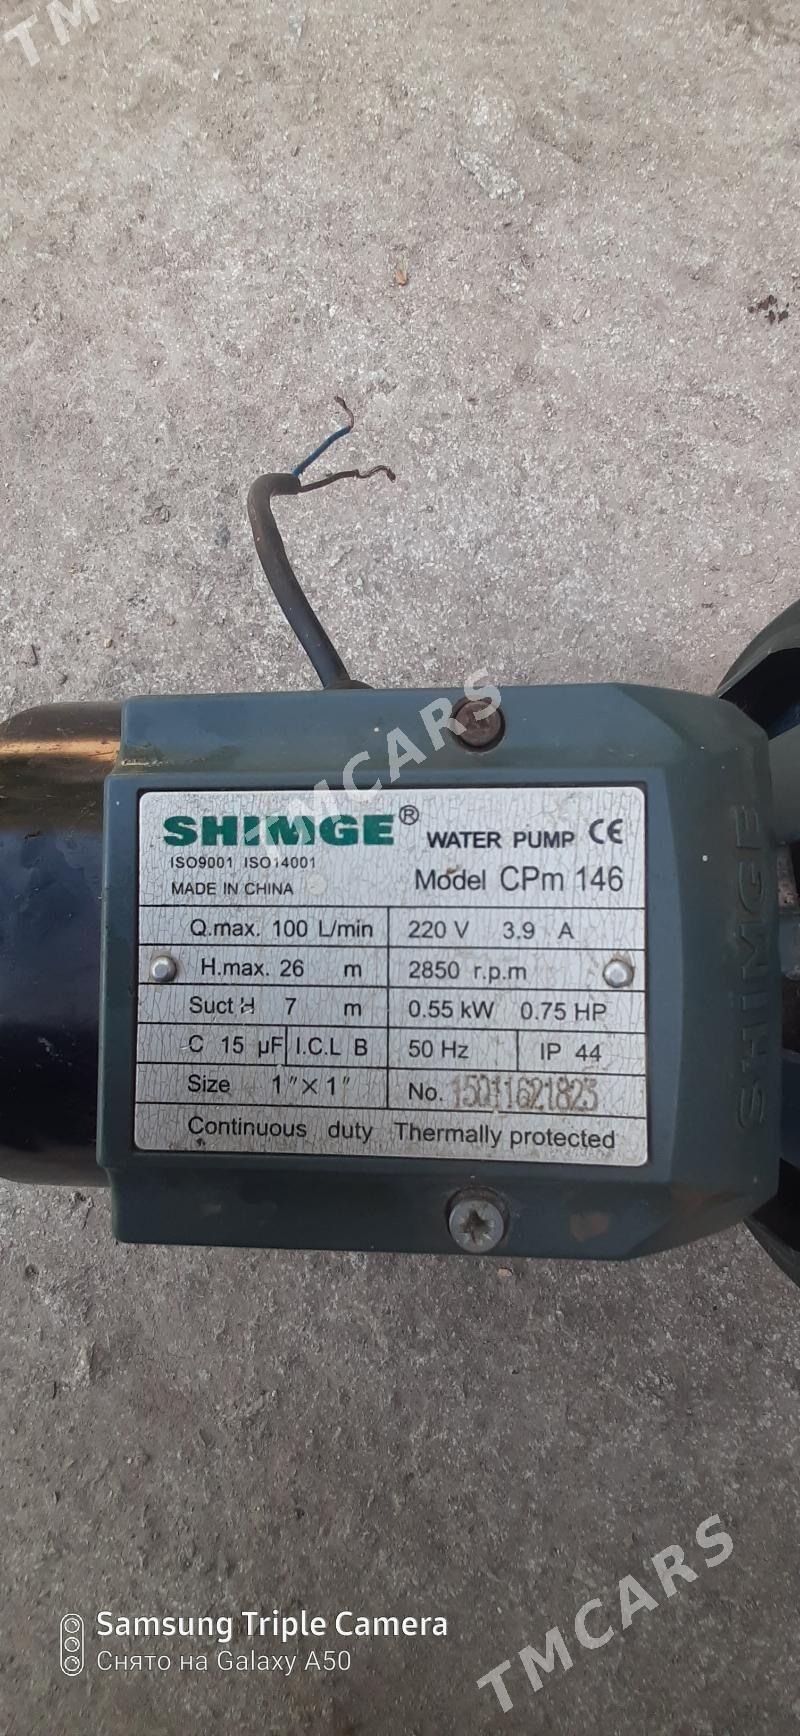 TMCARS
TMCARS
SHIMGE® WATER PUMP CE
ISO9001 ISO14001
MADE IN CHINA Model CPm 146
Q.max. 100 L/min 220 V 3.9 A
H.max. 26 m 2850 r.p.m
Suct H 7 m 0.55 kW 0.75 HP
C 15 µF I.C.L B 50 Hz IP 44
Size 1"×1" No. 15011621823
Continuous duty Thermally protected
SHIMGE
TMCARS
Samsung Triple Camera
Снято на Galaxy A50